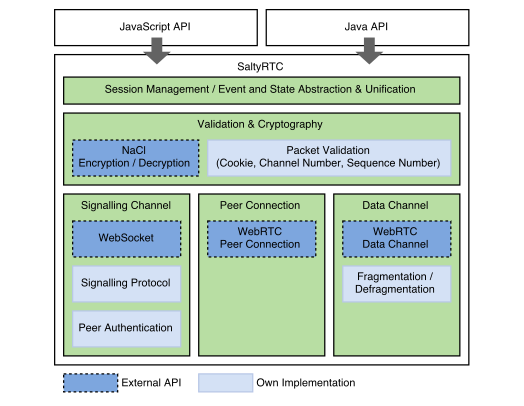 JavaScript API
Java API
SaltyRTC
Session Management / Event and State Abstraction & Unification
Validation & Cryptography
NaCl
Encryption / Decryption
Packet Validation
(Cookie, Channel Number, Sequence Number)
Signalling Channel
WebSocket
Signalling Protocol
Peer Authentication
Peer Connection
WebRTC
Peer Connection
Data Channel
WebRTC
Data Channel
Fragmentation /
Defragmentation
External API
Own Implementation